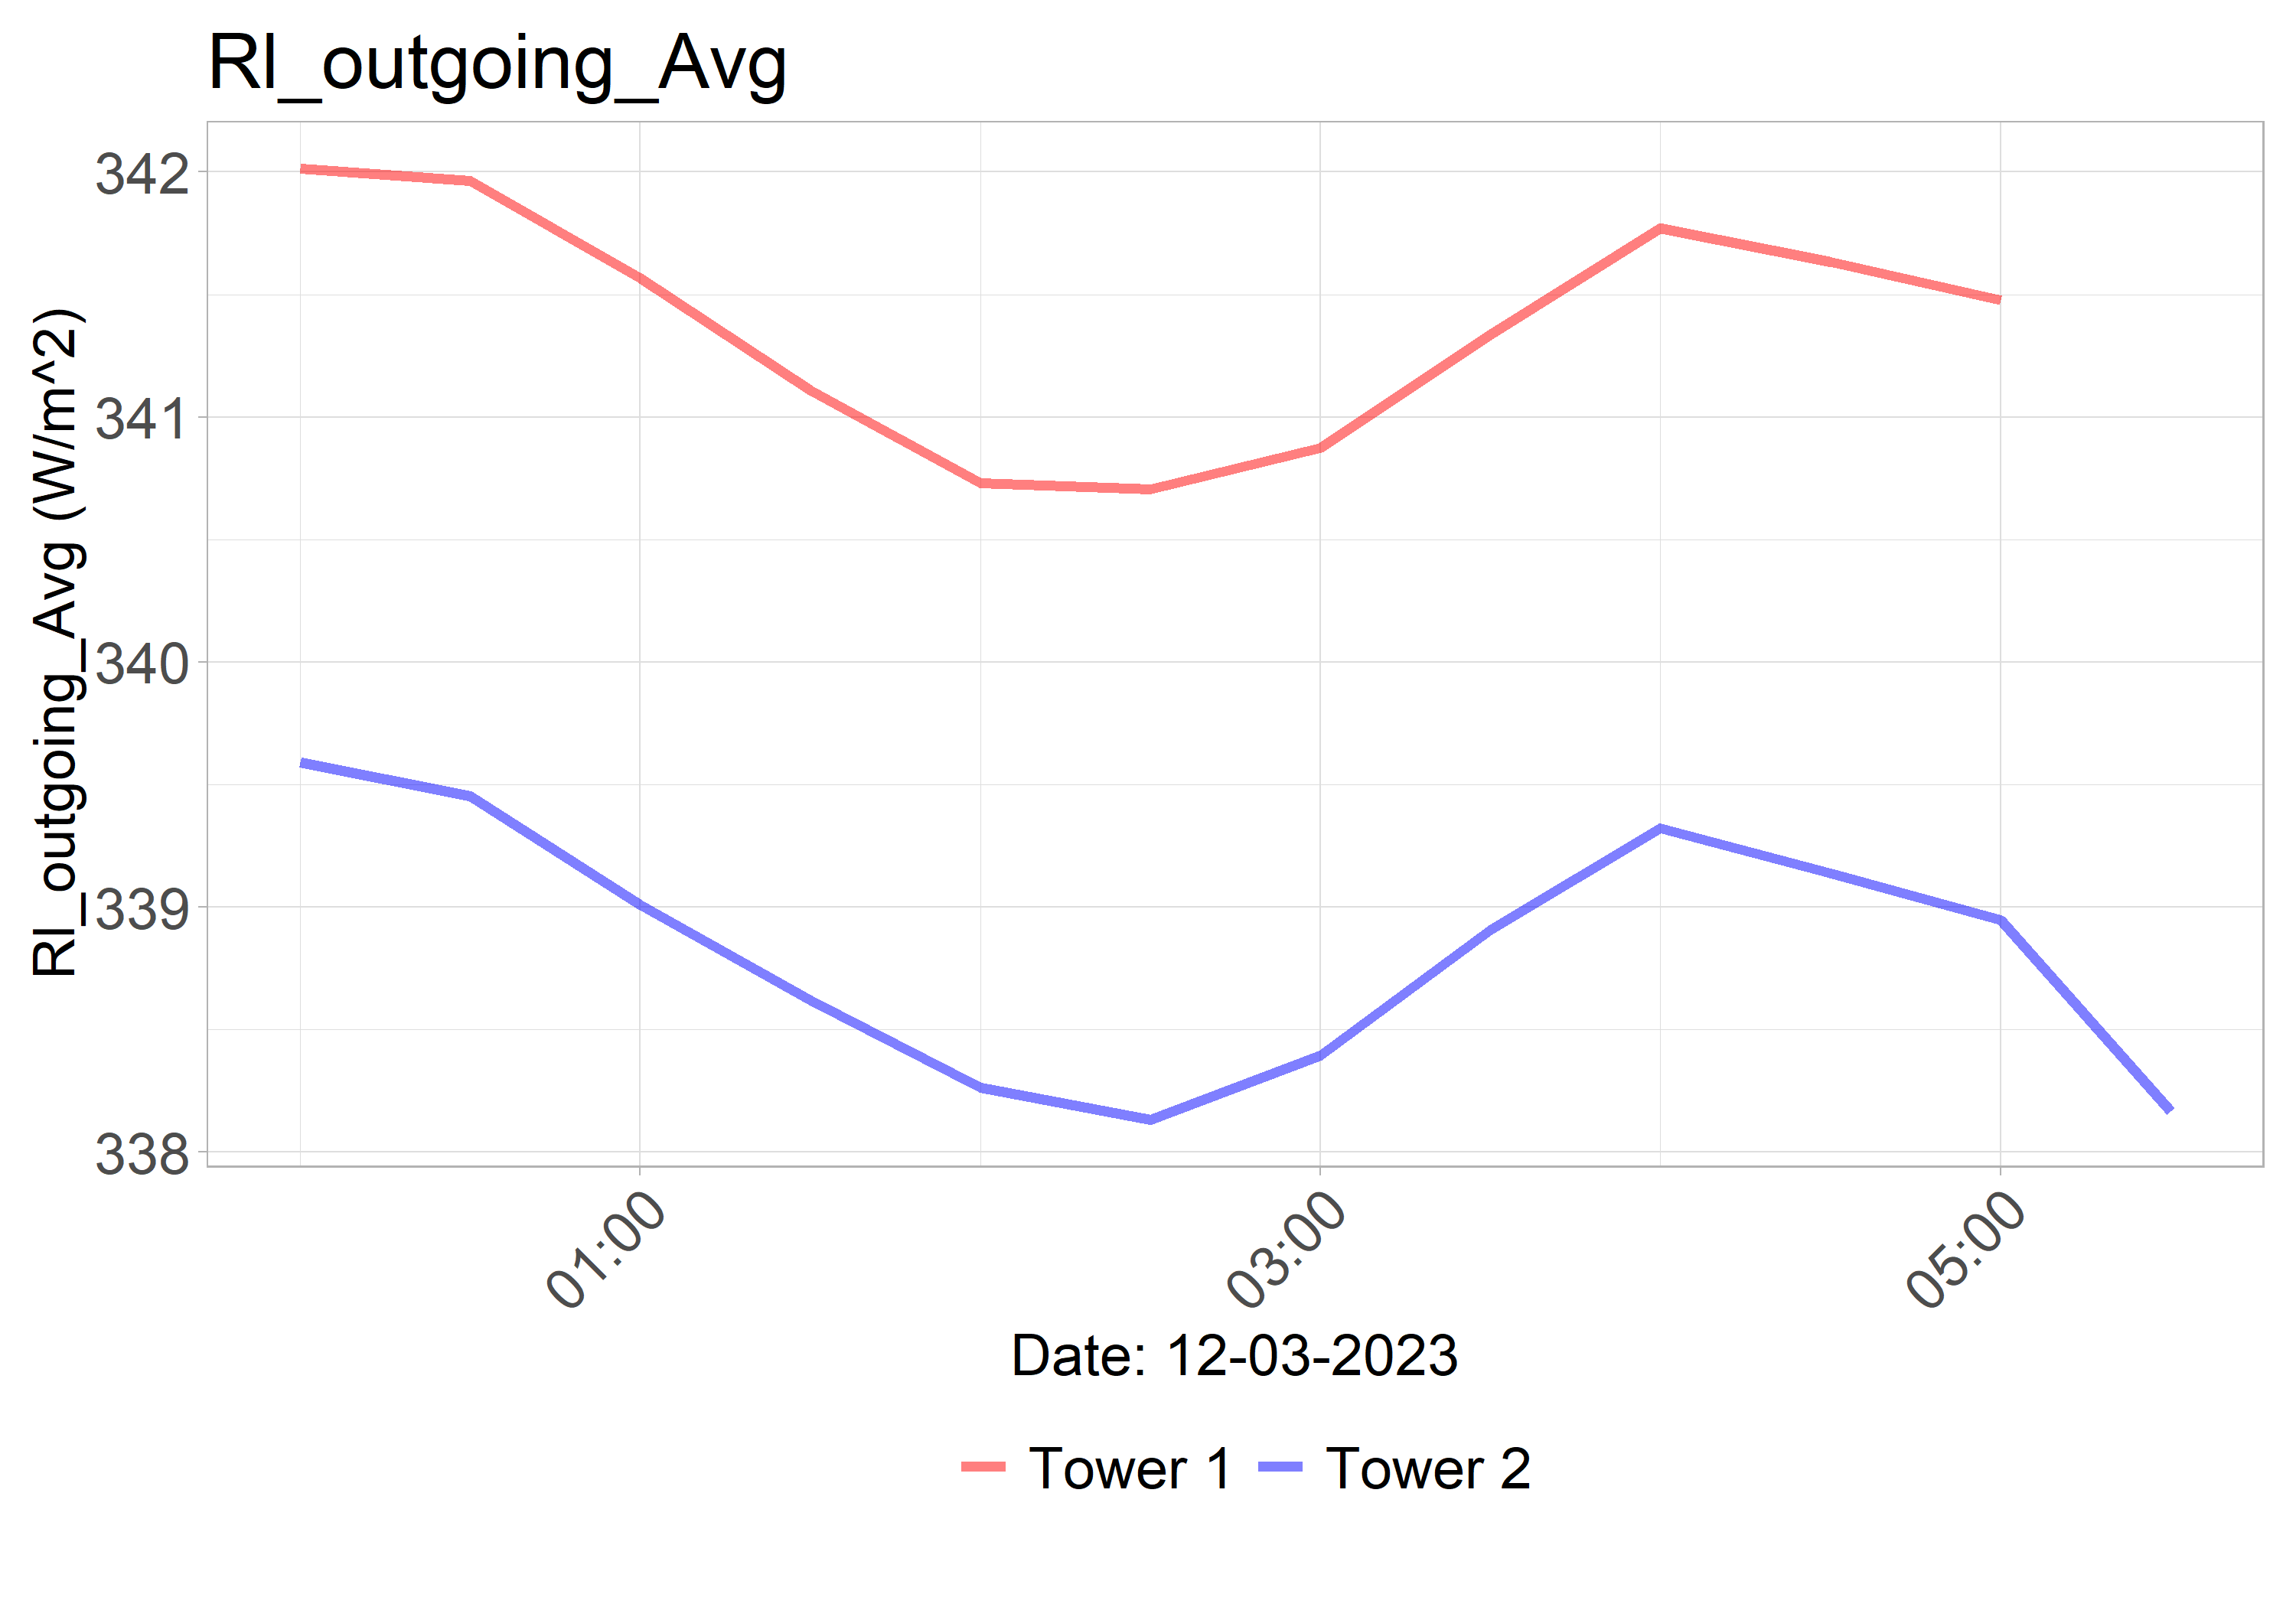 Rl_outgoing_Avg
Rl_outgoing_Avg (W/m^2)
342
341
340
339
338
01:00
03:00
05:00
Date: 12-03-2023
Tower 1
Tower 2